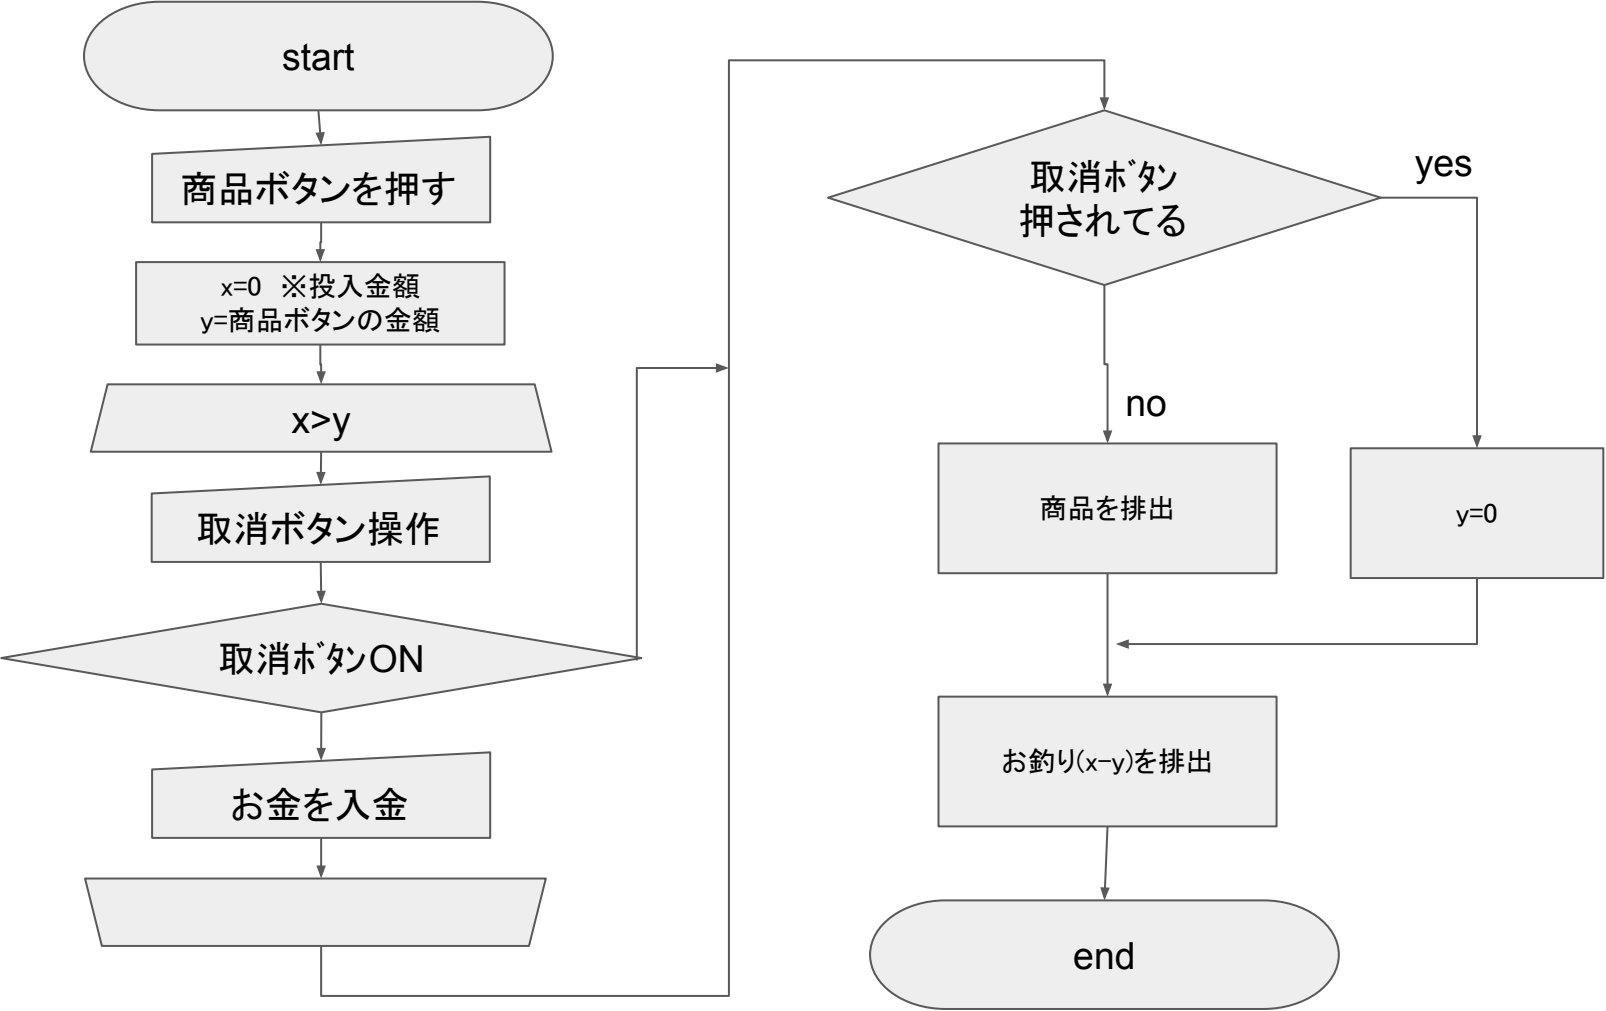 start
商品ボタンを押す
x=0　※投入金額
y=商品ボタンの金額
x>y
取消ボタン操作
取消ﾎﾞﾀﾝON
お金を入金
取消ﾎﾞﾀﾝ
押されてる
yes
no
商品を排出
y=0
お釣り(x-y)を排出
end